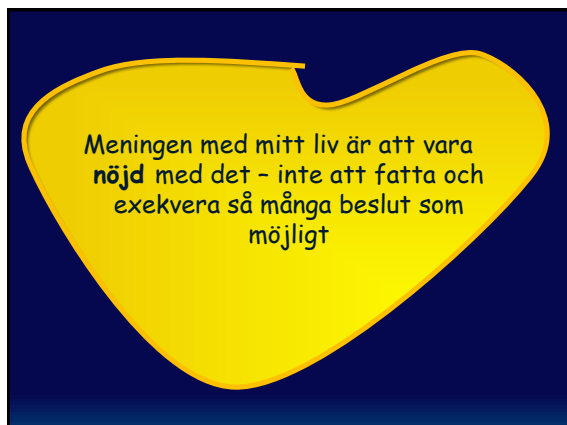 Meningen med mitt liv är att vara
nöjd med det – inte att fatta och
exekvera så många beslut som
möjligt